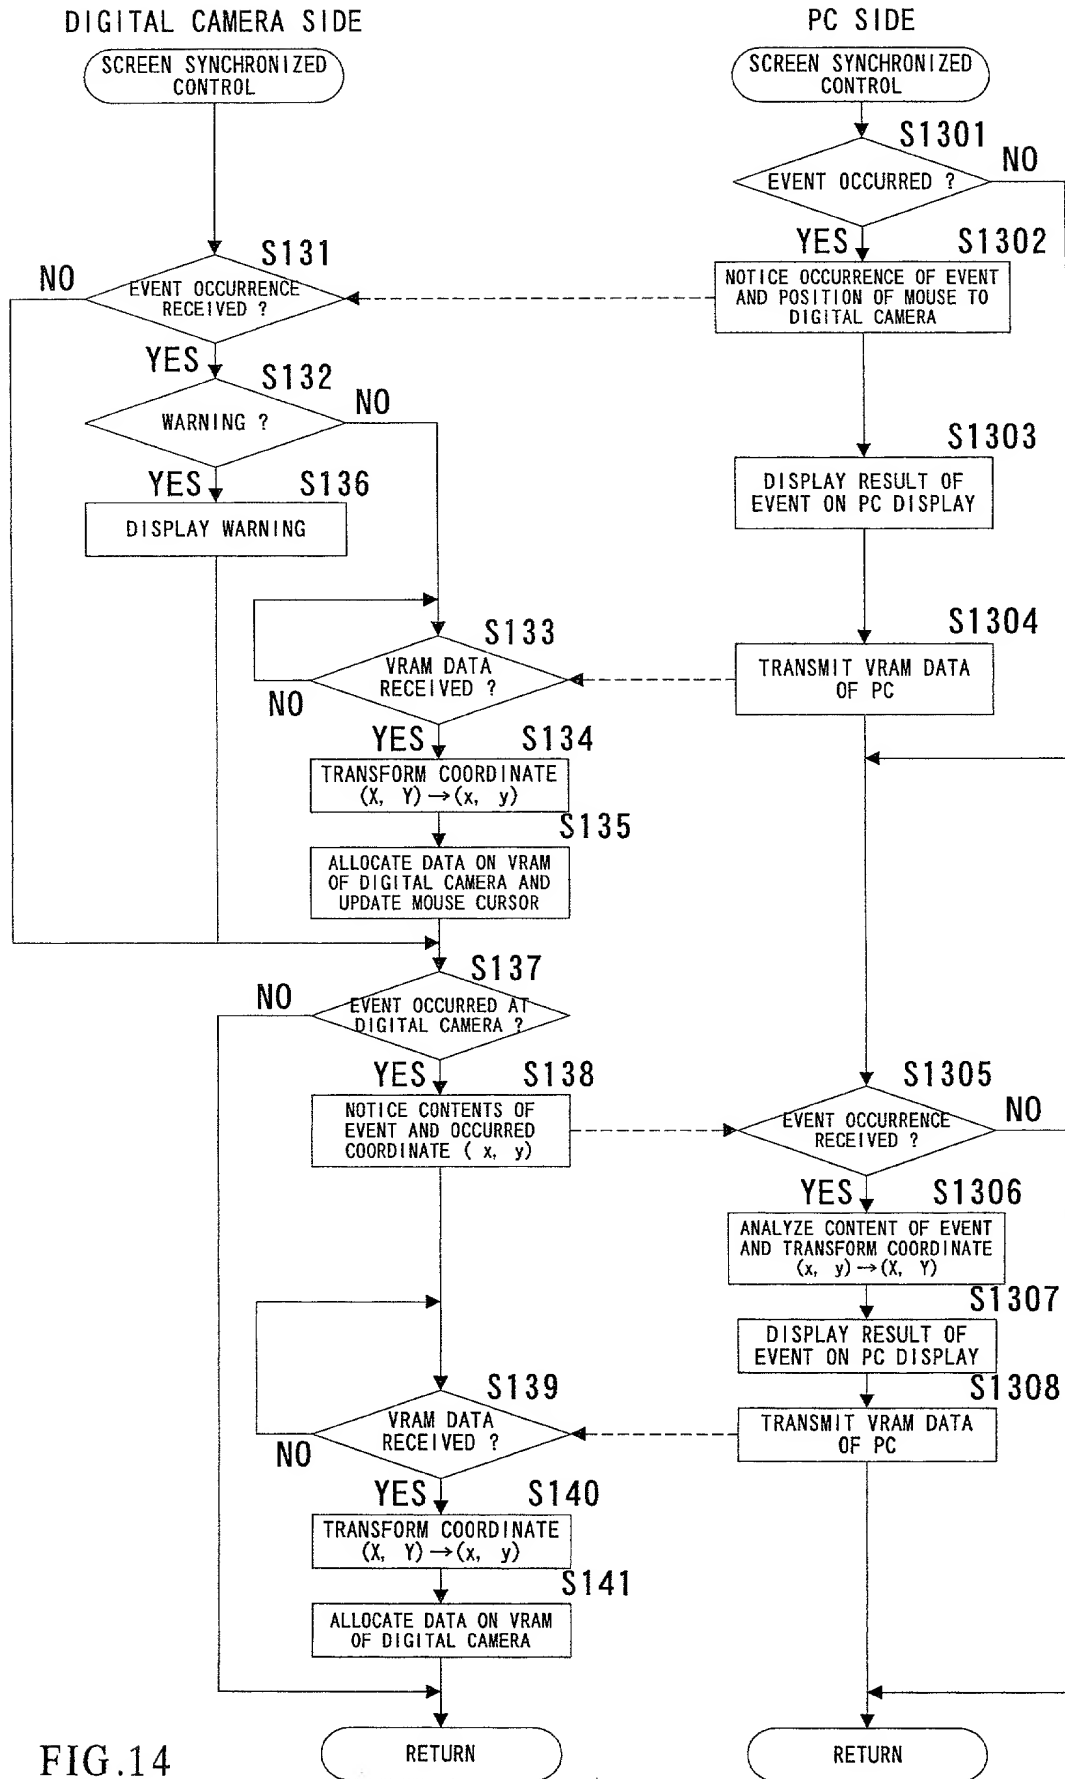 DIGITAL CAMERA SIDE
SCREEN SYNCHRONIZED
CONTROL
S131
NO
EVENT OCCURRENCE
RECEIVED ?
YES
S132
WARNING ?
NO
YES
S136
DISPLAY WARNING
S133
VRAM DATA
RECEIVED ?
NO
YES
S134
TRANSFORM COORDINATE
(X, Y)→(x, y)
S135
ALLOCATE DATA ON VRAM
OF DIGITAL CAMERA AND
UPDATE MOUSE CURSOR
S137
NO
EVENT OCCURRED AT
DIGITAL CAMERA ?
YES
S138
NOTICE CONTENTS OF
EVENT AND OCCURRED
COORDINATE ( x, y)
S139
VRAM DATA
RECEIVED ?
NO
YES
S140
TRANSFORM COORDINATE
(X, Y)→(x, y)
S141
ALLOCATE DATA ON VRAM
OF DIGITAL CAMERA
RETURN
PC SIDE
SCREEN SYNCHRONIZED
CONTROL
S1301
NO
EVENT OCCURRED ?
YES
S1302
NOTICE OCCURRENCE OF EVENT
AND POSITION OF MOUSE TO
DIGITAL CAMERA
S1303
DISPLAY RESULT OF
EVENT ON PC DISPLAY
S1304
TRANSMIT VRAM DATA
OF PC
S1305
EVENT OCCURRENCE
RECEIVED ?
NO
YES
S1306
ANALYZE CONTENT OF EVENT
AND TRANSFORM COORDINATE
(x, y)→(X, Y)
S1307
DISPLAY RESULT OF
EVENT ON PC DISPLAY
S1308
TRANSMIT VRAM DATA
OF PC
RETURN
FIG.14